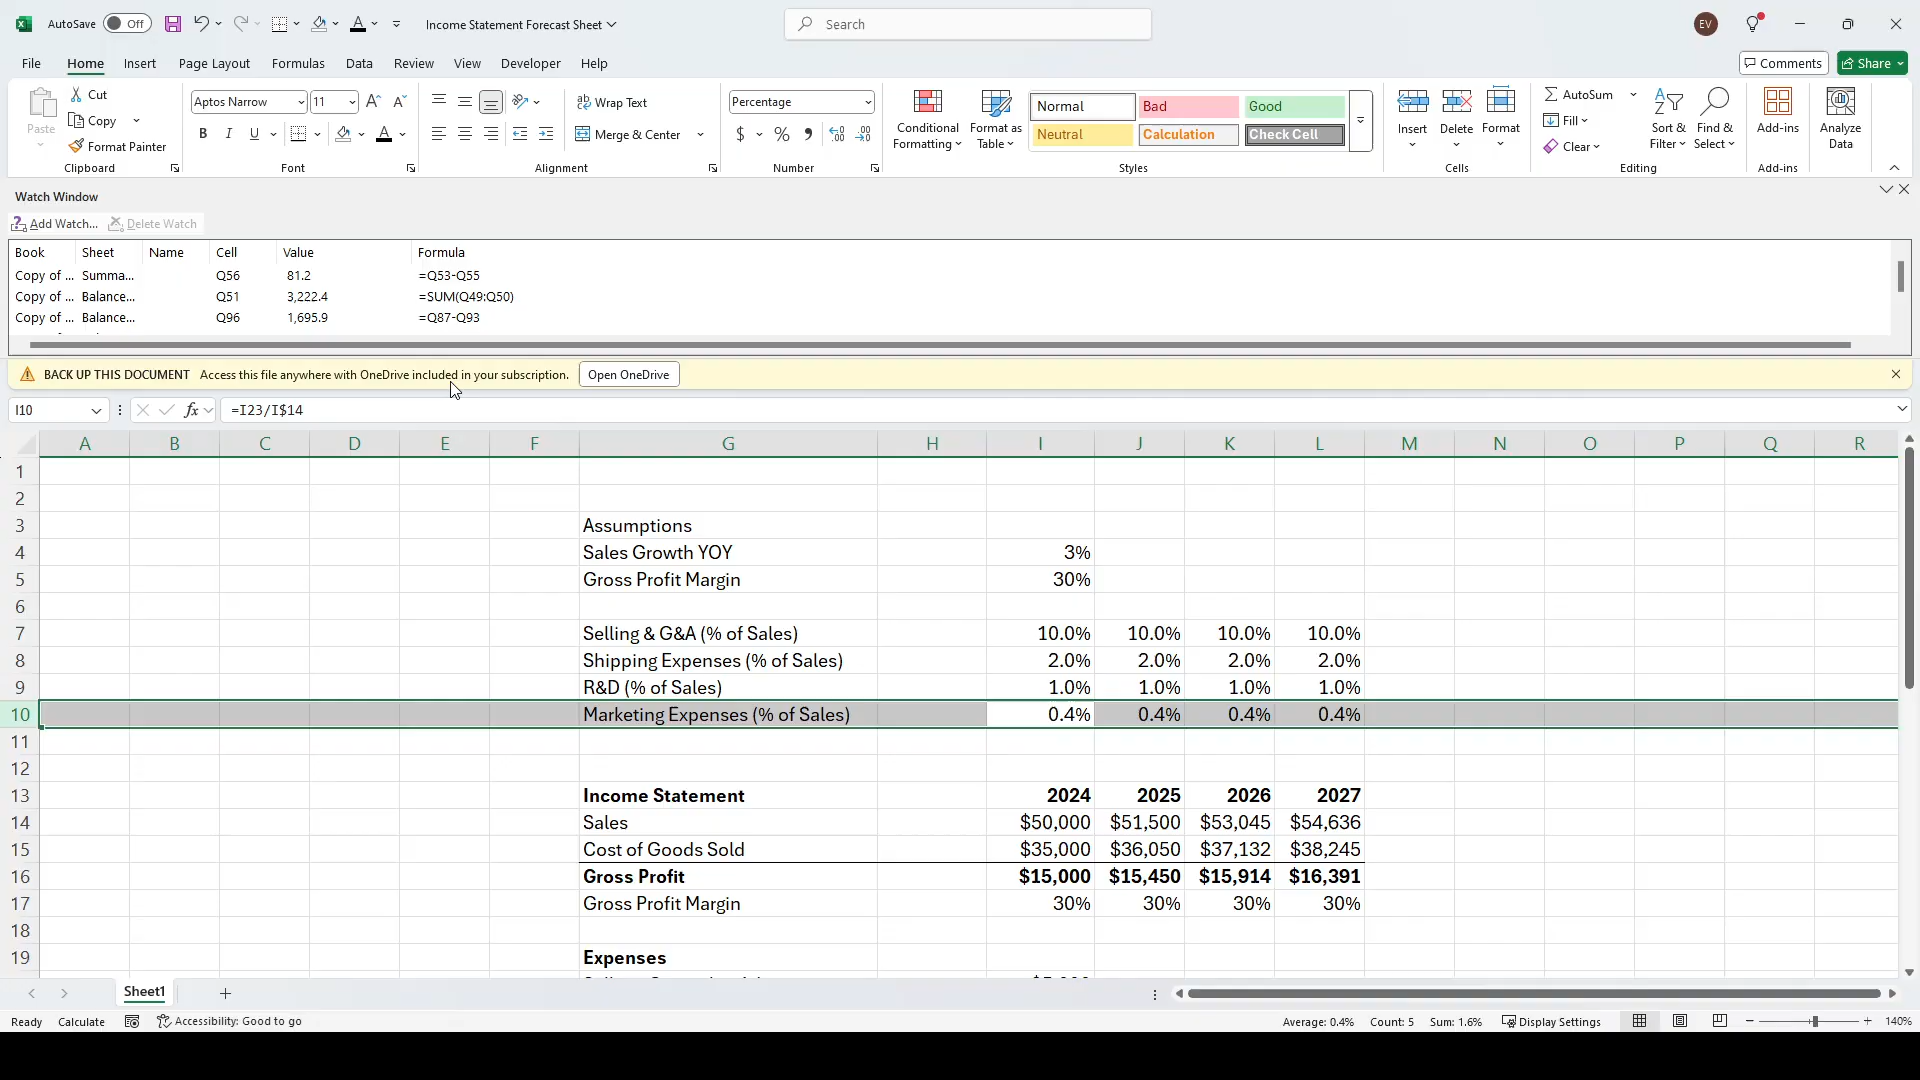 AutoSave Off Income Statement Forecast Sheet Search EV
File Home Insert Page Layout Formulas Data Review View Developer Help Comments Share
Paste Cut Copy Format Painter Clipboard
Aptos Narrow 11 B I U A Font
Wrap Text Merge & Center Alignment
Percentage $ % Number
Conditional Formatting Format as Table Normal Bad Good Neutral Calculation Check Cell Styles
Insert Delete Format Cells
AutoSum Fill Clear Sort & Filter Find & Select Editing
Add-ins Add-ins
Analyze Data
Watch Window
Add Watch... Delete Watch
Book Sheet Name Cell Value Formula
Copy of ... Summa... Q56 81.2 =Q53-Q55
Copy of ... Balance... Q51 3,222.4 =SUM(Q49:Q50)
Copy of ... Balance... Q96 1,695.9 =Q87-Q93
BACK UP THIS DOCUMENT Access this file anywhere with OneDrive included in your subscription. Open OneDrive
I10 fx =I23/I$14
A B C D E F G H I J K L M N O P Q R
1
2
3 Assumptions
4 Sales Growth YOY 3%
5 Gross Profit Margin 30%
6
7 Selling & G&A (% of Sales) 10.0% 10.0% 10.0% 10.0%
8 Shipping Expenses (% of Sales) 2.0% 2.0% 2.0% 2.0%
9 R&D (% of Sales) 1.0% 1.0% 1.0% 1.0%
10 Marketing Expenses (% of Sales) 0.4% 0.4% 0.4% 0.4%
11
12
13 Income Statement 2024 2025 2026 2027
14 Sales $50,000 $51,500 $53,045 $54,636
15 Cost of Goods Sold $35,000 $36,050 $37,132 $38,245
16 Gross Profit $15,000 $15,450 $15,914 $16,391
17 Gross Profit Margin 30% 30% 30% 30%
18
19 Expenses
Sheet1
Ready Calculate Accessibility: Good to go Average: 0.4% Count: 5 Sum: 1.6% Display Settings 140%